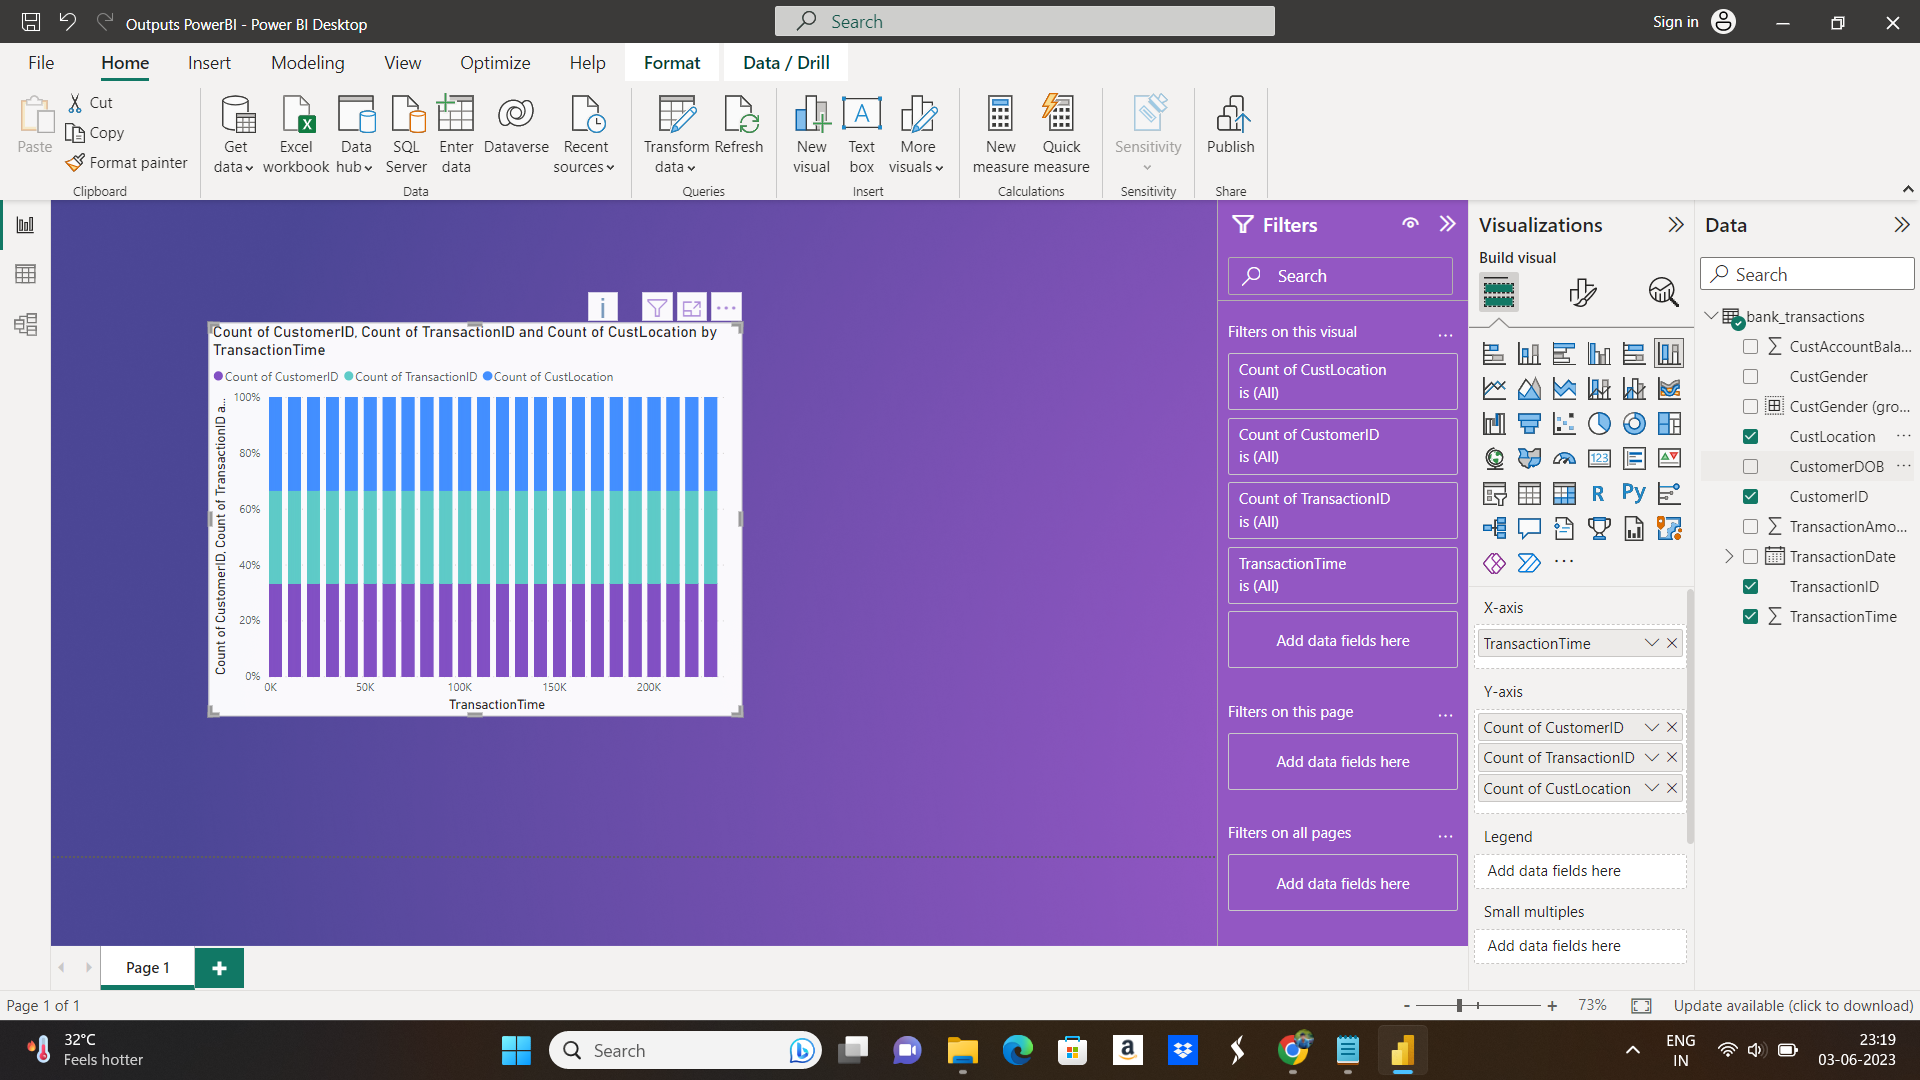 Outputs PowerBI - Power BI Desktop
Search
Sign in
File
Home
Insert
Modeling
View
Optimize
Help
Format
Data / Drill
Paste
Cut
Copy
Format painter
Clipboard
Get data
Excel workbook
Data hub
SQL Server
Enter data
Dataverse
Recent sources
Data
Transform data
Refresh
Queries
New visual
Text box
More visuals
Insert
New measure
Quick measure
Calculations
Sensitivity
Sensitivity
Publish
Share
Count of CustomerID, Count of TransactionID and Count of CustLocation by
TransactionTime
Count of CustomerID
Count of TransactionID
Count of CustLocation
Count of CustomerID, Count of TransactionID a...
100%
80%
60%
40%
20%
0%
0K
50K
100K
150K
200K
TransactionTime
Filters
Search
Filters on this visual
...
Count of CustLocation
is (All)
Count of CustomerID
is (All)
Count of TransactionID
is (All)
TransactionTime
is (All)
Add data fields here
Filters on this page
...
Add data fields here
Filters on all pages
...
Add data fields here
Visualizations
Build visual
123
R
Py
...
X-axis
TransactionTime
Y-axis
Count of CustomerID
Count of TransactionID
Count of CustLocation
Legend
Add data fields here
Small multiples
Add data fields here
Data
Search
bank_transactions
CustAccountBala...
CustGender
CustGender (gro...
CustLocation
...
CustomerDOB
...
CustomerID
TransactionAmo...
TransactionDate
TransactionID
TransactionTime
Page 1
Page 1 of 1
-
+
73%
Update available (click to download)
32°C
Feels hotter
Search
ENG
IN
23:19
03-06-2023